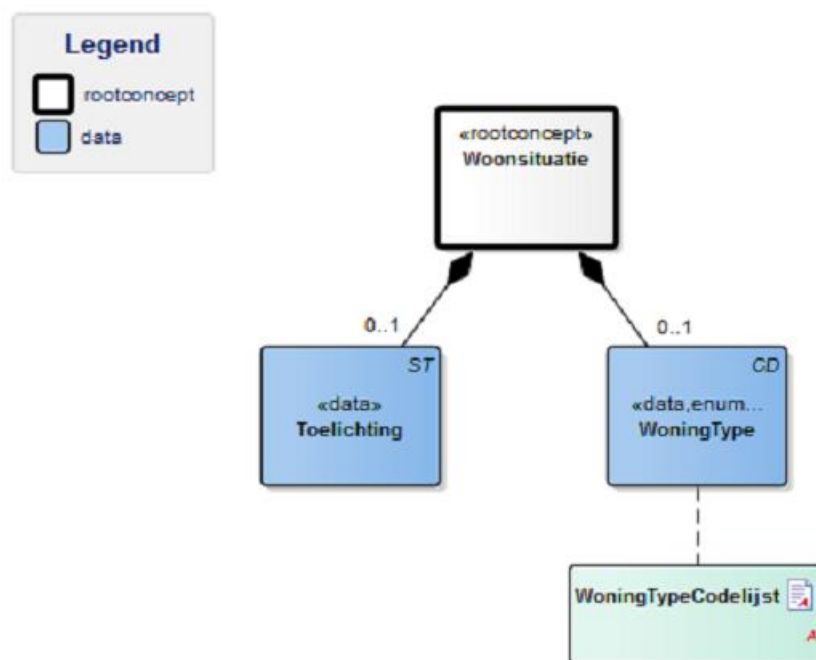 Legend
rootconcept
data
«rootconcept»
Woonsituatie
0..1
0..1
ST
«data»
Toelichting
CD
«data,enum...
WoningType
WoningTypeCodelijst
A
A